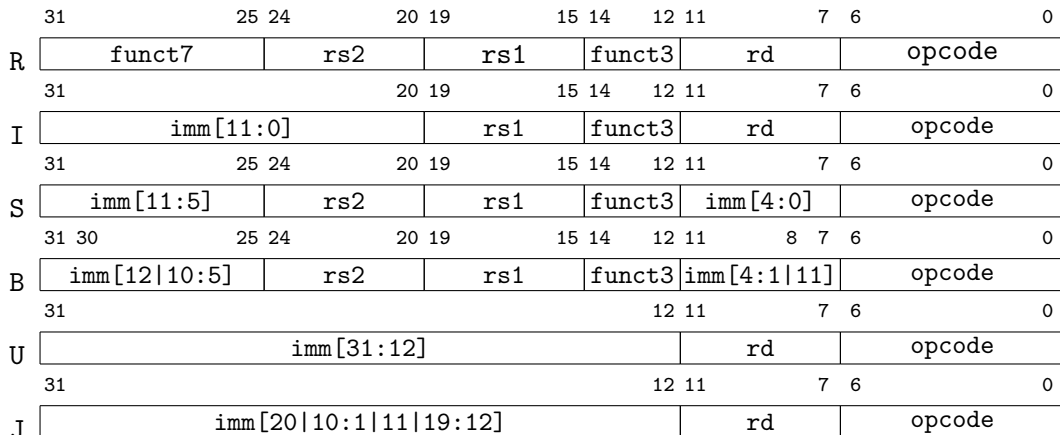 31 25 24 20 19 15 14 12 11 7 6 0
R funct7 rs2 rs1 funct3 rd opcode
31 20 19 15 14 12 11 7 6 0
I imm[11:0] rs1 funct3 rd opcode
31 25 24 20 19 15 14 12 11 7 6 0
S imm[11:5] rs2 rs1 funct3 imm[4:0] opcode
31 30 25 24 20 19 15 14 12 11 8 7 6 0
B imm[12|10:5] rs2 rs1 funct3 imm[4:1|11] opcode
31 12 11 7 6 0
U imm[31:12] rd opcode
31 12 11 7 6 0
J imm[20|10:1|11|19:12] rd opcode